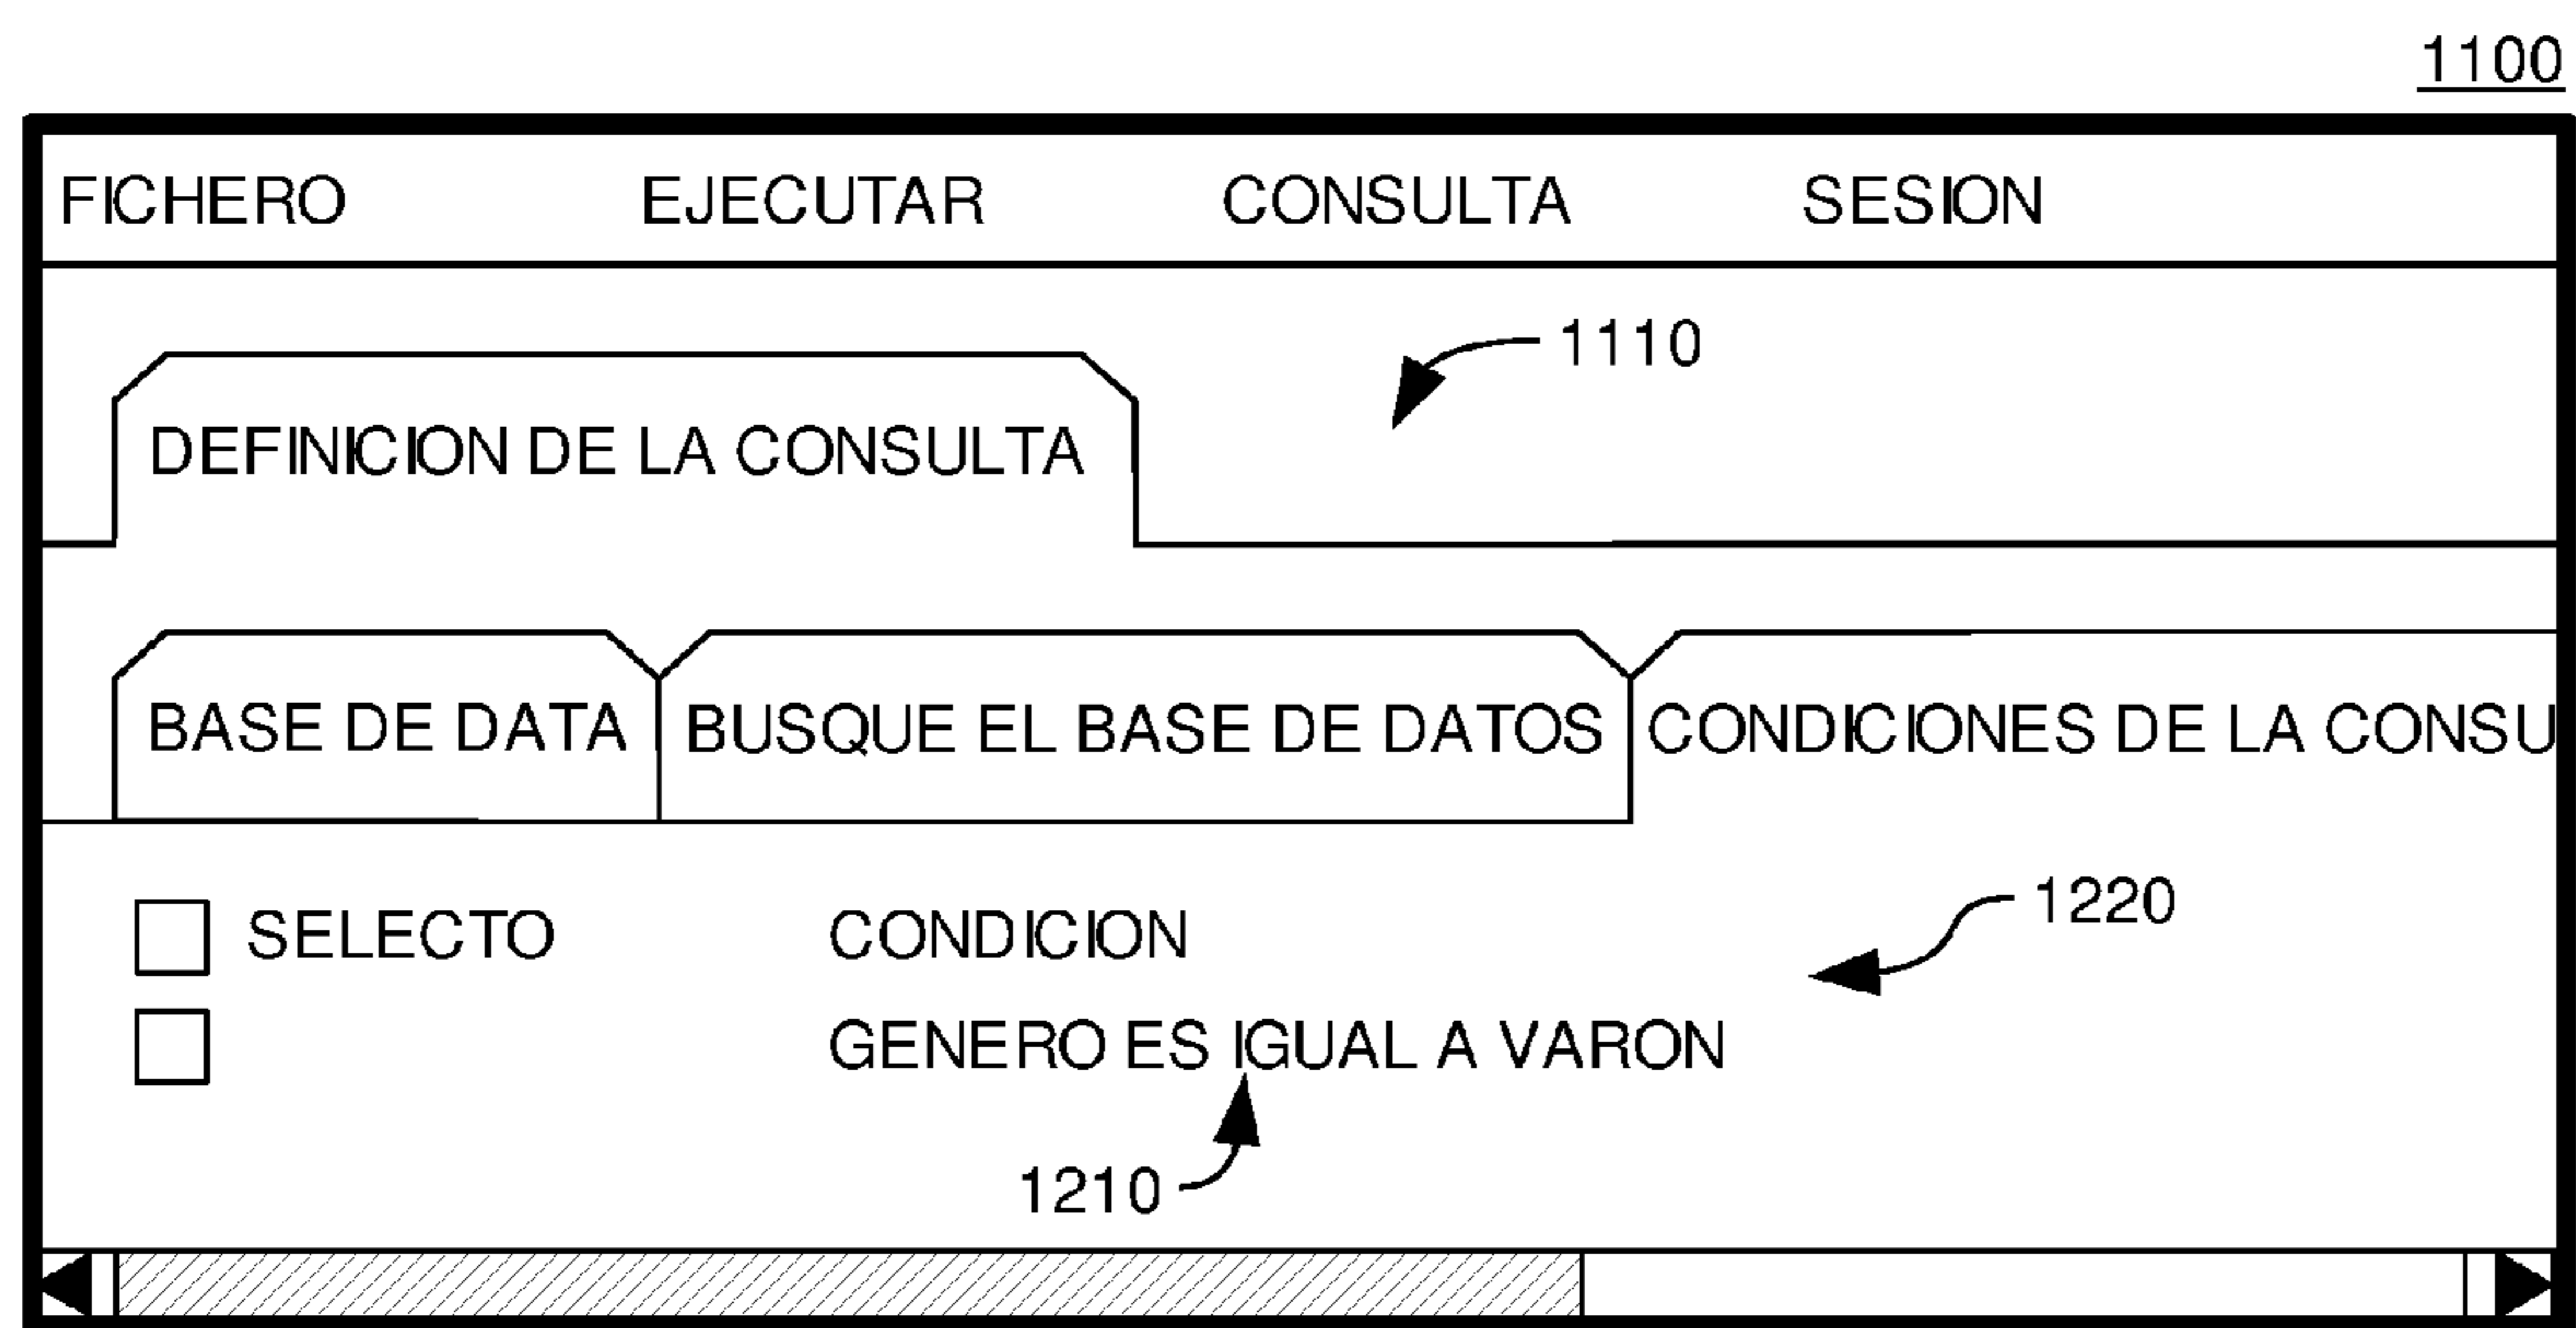 1100
FICHERO EJECUTAR CONSULTA SESION
1110
DEFINICION DE LA CONSULTA
BASE DE DATA BUSQUE EL BASE DE DATOS CONDICIONES DE LA CONSU
1220
SELECTO CONDICION
GENERO ES IGUAL A VARON
1210